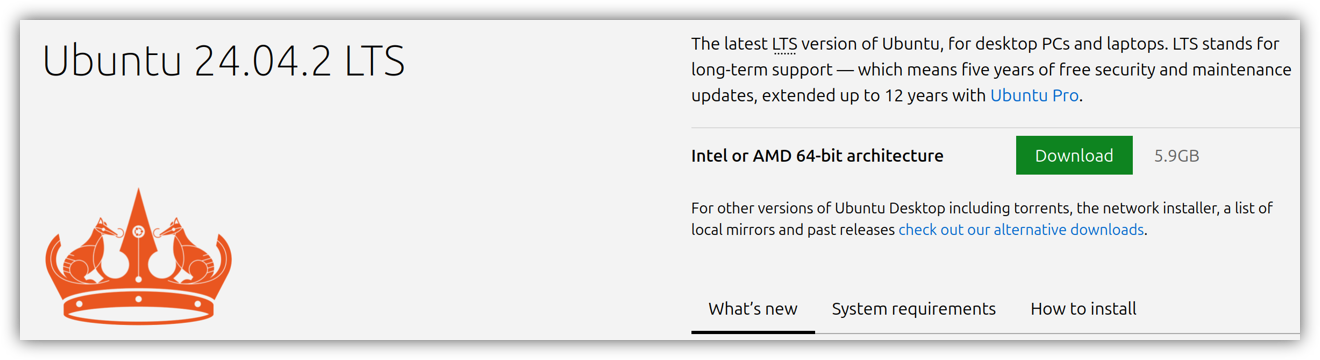 Ubuntu 24.04.2 LTS
The latest LTS version of Ubuntu, for desktop PCs and laptops. LTS stands for
long-term support — which means five years of free security and maintenance
updates, extended up to 12 years with Ubuntu Pro.
Intel or AMD 64-bit architecture Download 5.9GB
For other versions of Ubuntu Desktop including torrents, the network installer, a list of
local mirrors and past releases check out our alternative downloads.
What’s new System requirements How to install